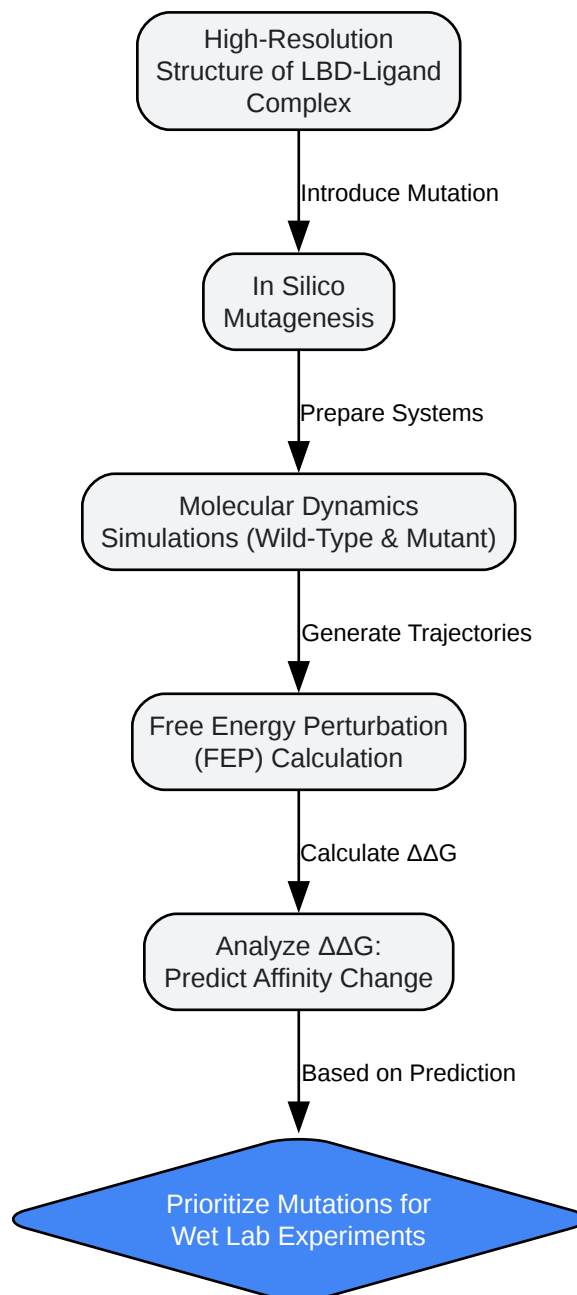 High-Resolution
Structure of LBD-Ligand
Complex
Introduce Mutation
In Silico
Mutagenesis
Prepare Systems
Molecular Dynamics
Simulations (Wild-Type & Mutant)
Generate Trajectories
Free Energy Perturbation
(FEP) Calculation
Calculate ΔΔG
Analyze ΔΔG:
Predict Affinity Change
Based on Prediction
Prioritize Mutations for
Wet Lab Experiments